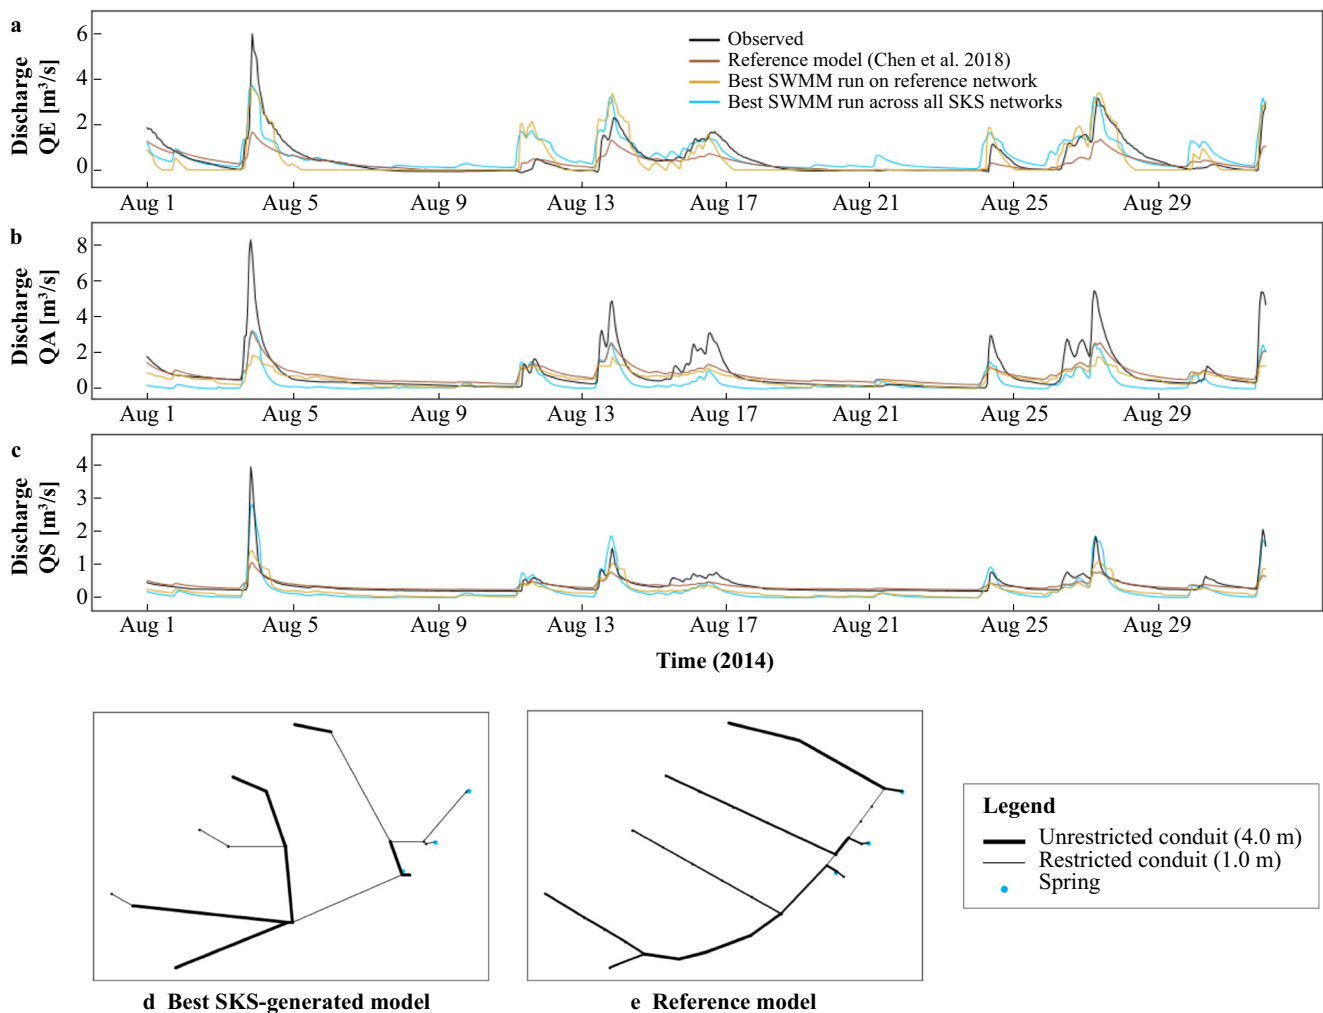 a
Discharge
QE [m³/s]
6
4
2
0
Observed
Reference model (Chen et al. 2018)
Best SWMM run on reference network
Best SWMM run across all SKS networks
Aug 1 Aug 5 Aug 9 Aug 13 Aug 17 Aug 21 Aug 25 Aug 29
b
Discharge
QA [m³/s]
8
6
4
2
0
Aug 1 Aug 5 Aug 9 Aug 13 Aug 17 Aug 21 Aug 25 Aug 29
c
Discharge
QS [m³/s]
4
3
2
1
0
Aug 1 Aug 5 Aug 9 Aug 13 Aug 17 Aug 21 Aug 25 Aug 29
Time (2014)
Legend
Unrestricted conduit (4.0 m)
Restricted conduit (1.0 m)
Spring
d Best SKS-generated model
e Reference model